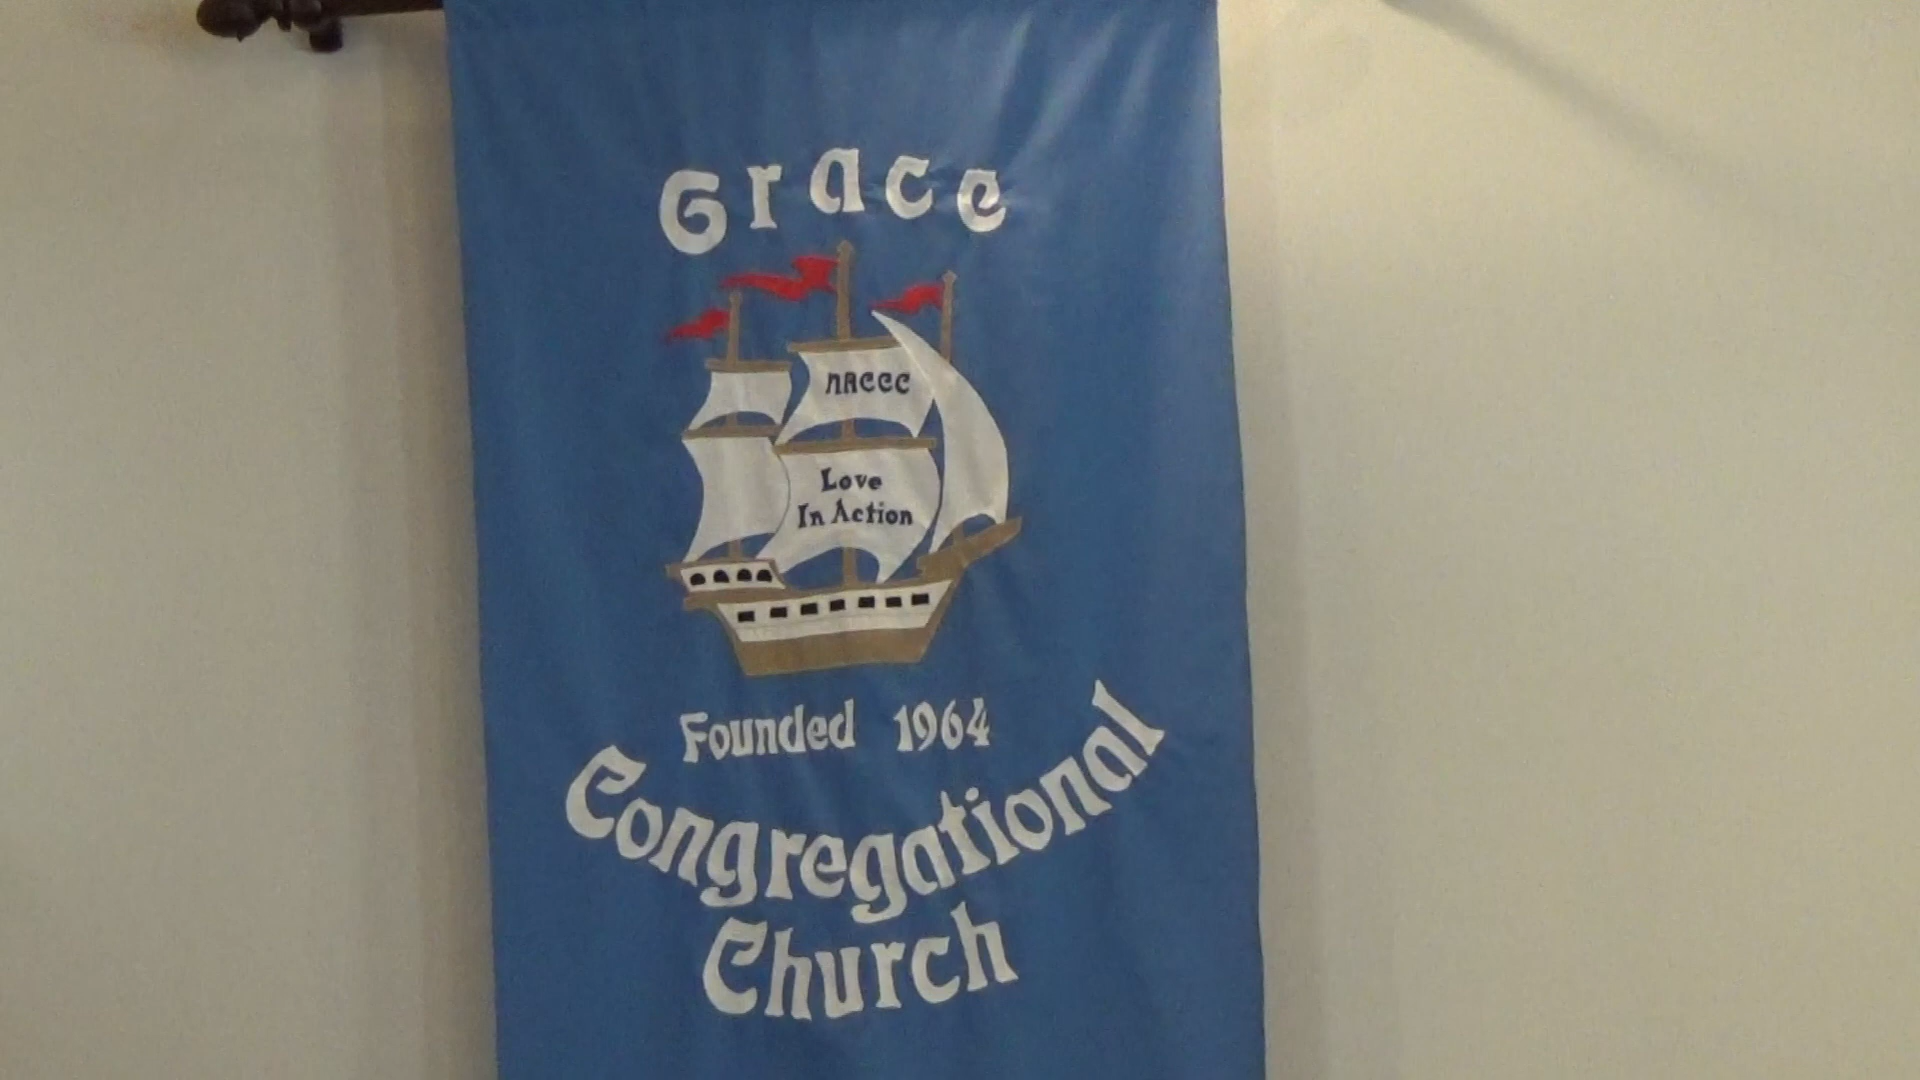 Grace
NACCC
Love
In Action
Founded 1964
Congregational
Church